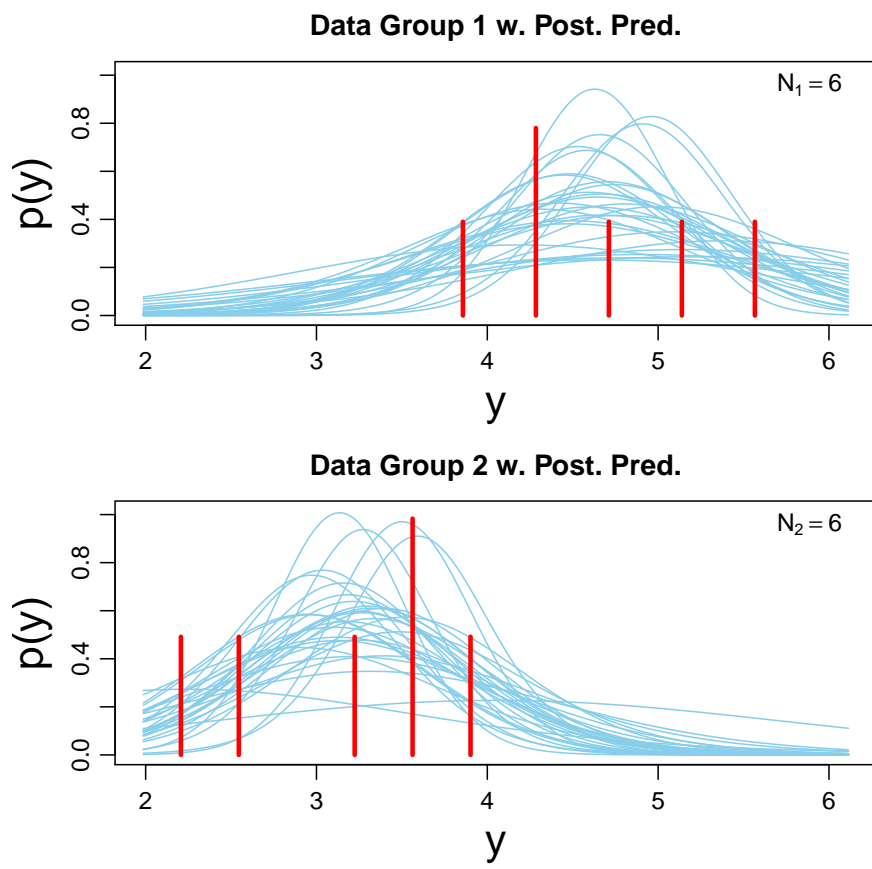 Data Group 1 w. Post. Pred.
N₁ = 6
p(y)
0.0 0.4 0.8
2 3 4 5 6
y
Data Group 2 w. Post. Pred.
N₂ = 6
p(y)
0.0 0.4 0.8
2 3 4 5 6
y